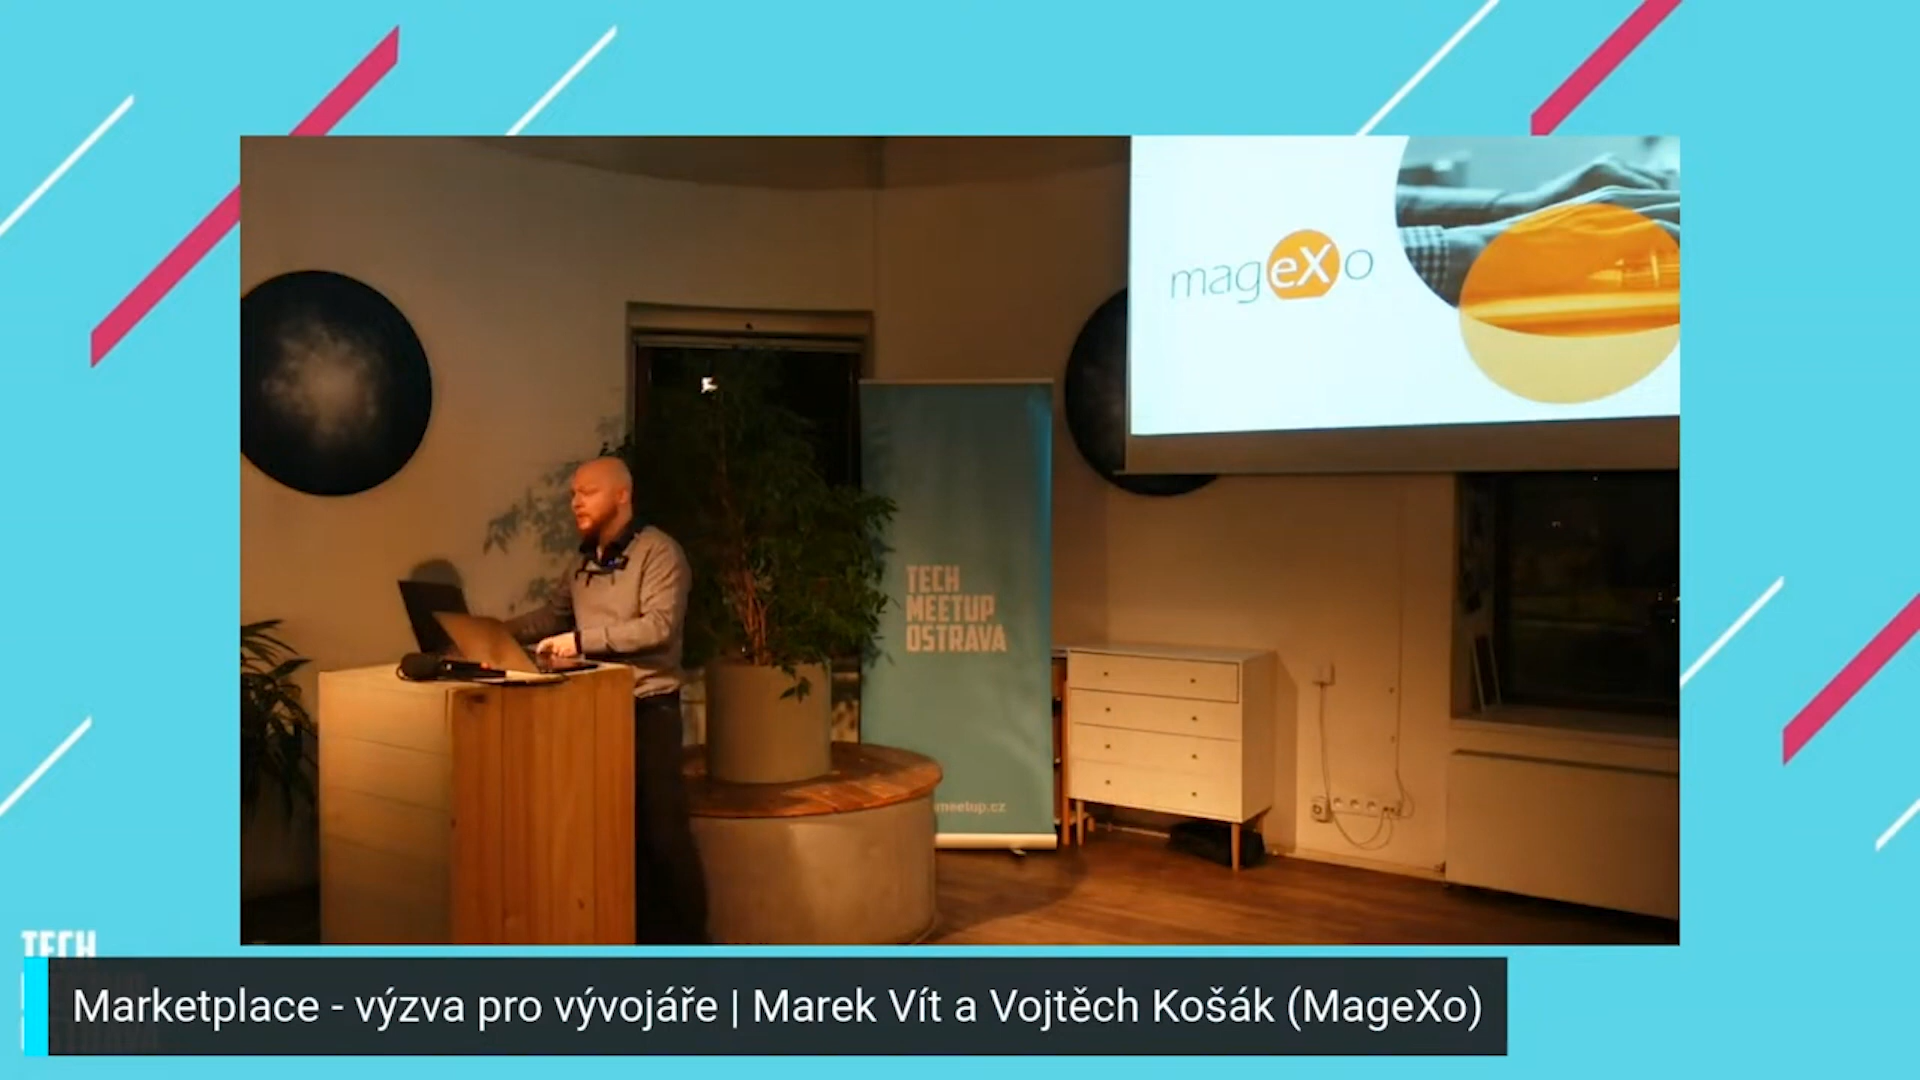 mageXo
TECH
MEETUP
OSTRAVA
meetup.cz
TECH
Marketplace - výzva pro vývojáře | Marek Vít a Vojtěch Košák (MageXo)